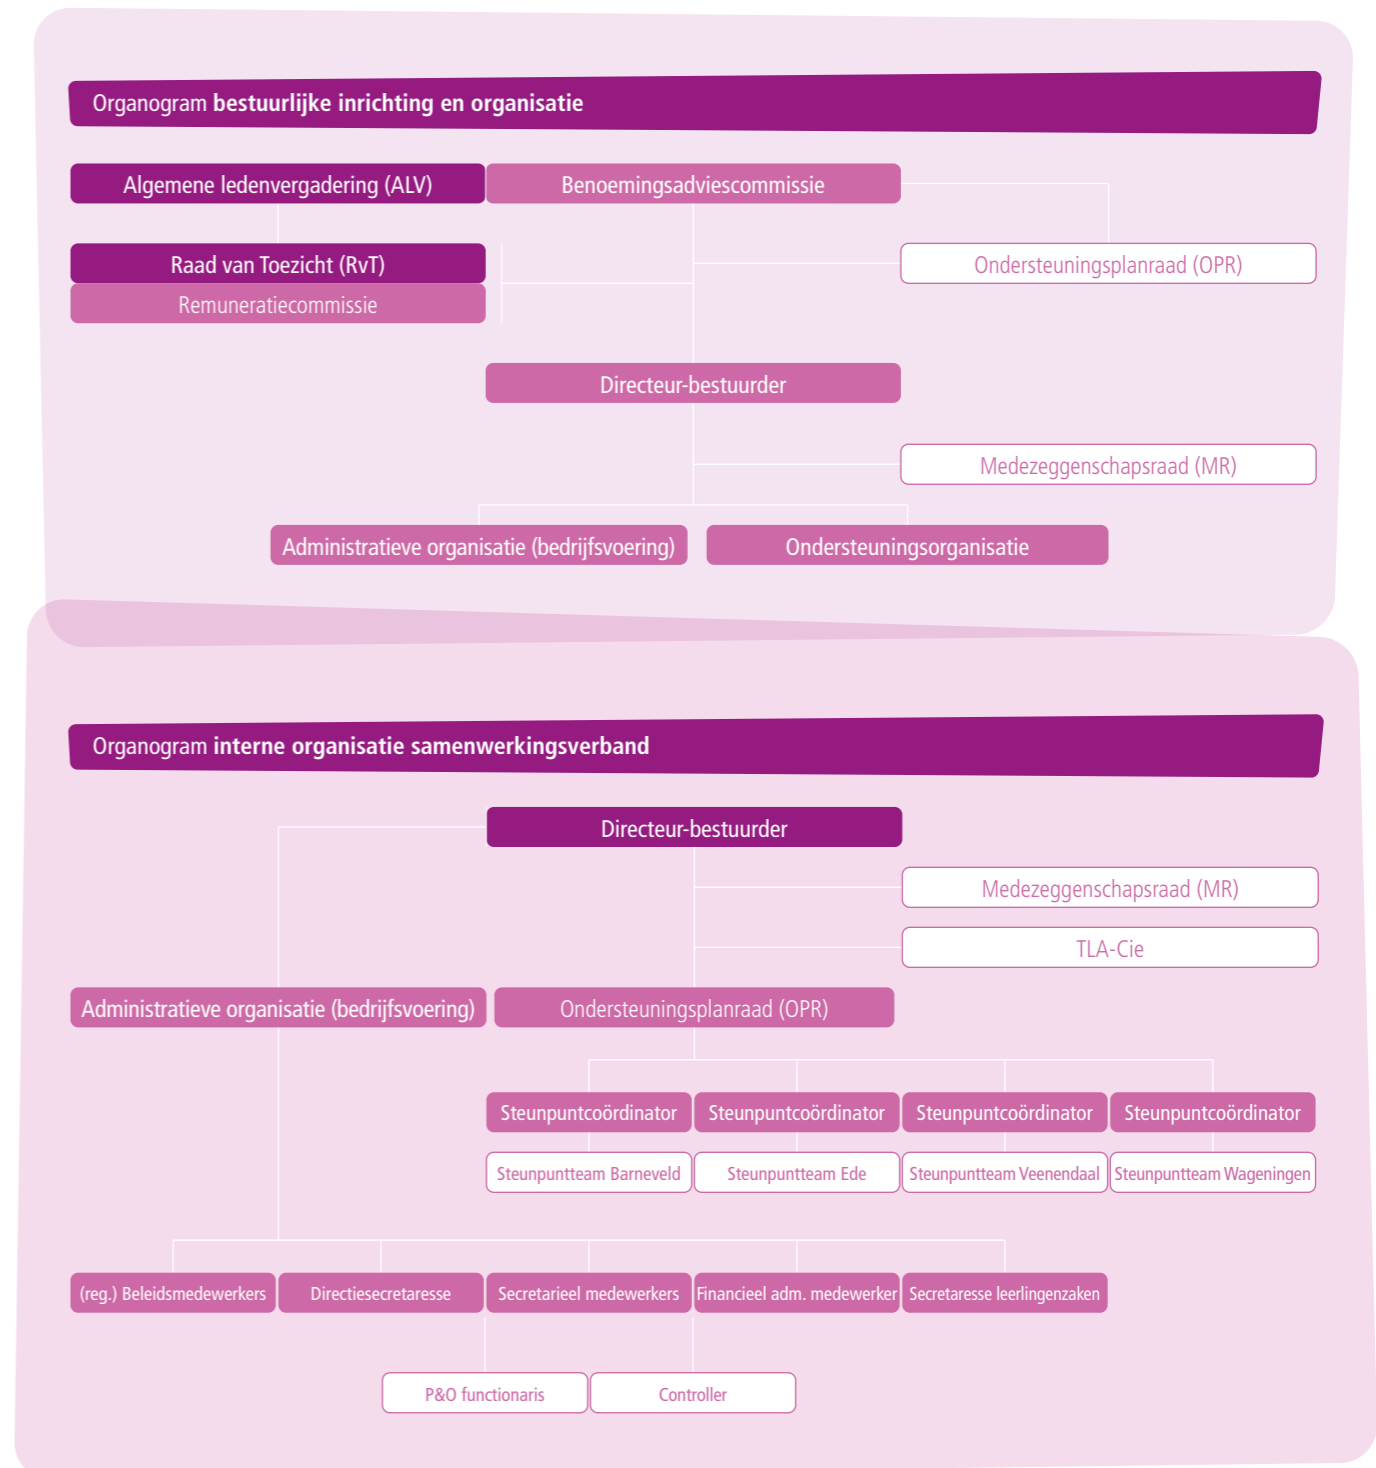 Organogram bestuurlijke inrichting en organisatie
Algemene ledenvergadering (ALV)
Benoemingsadviescommissie
Raad van Toezicht (RvT)
Ondersteuningsplanraad (OPR)
Remuneratiecommissie
Directeur-bestuurder
Medezeggenschapsraad (MR)
Administratieve organisatie (bedrijfsvoering)
Ondersteuningsorganisatie
Organogram interne organisatie samenwerkingsverband
Directeur-bestuurder
Medezeggenschapsraad (MR)
TLA-Cie
Administratieve organisatie (bedrijfsvoering)
Ondersteuningsplanraad (OPR)
Steunpuntcoördinator
Steunpuntcoördinator
Steunpuntcoördinator
Steunpuntcoördinator
Steunpuntteam Barneveld
Steunpuntteam Ede
Steunpuntteam Veenendaal
Steunpuntteam Wageningen
(reg.) Beleidsmedewerkers
Directiesecretaresse
Secretarieel medewerkers
Financieel adm. medewerker
Secretaresse leerlingenzaken
P&O functionaris
Controller